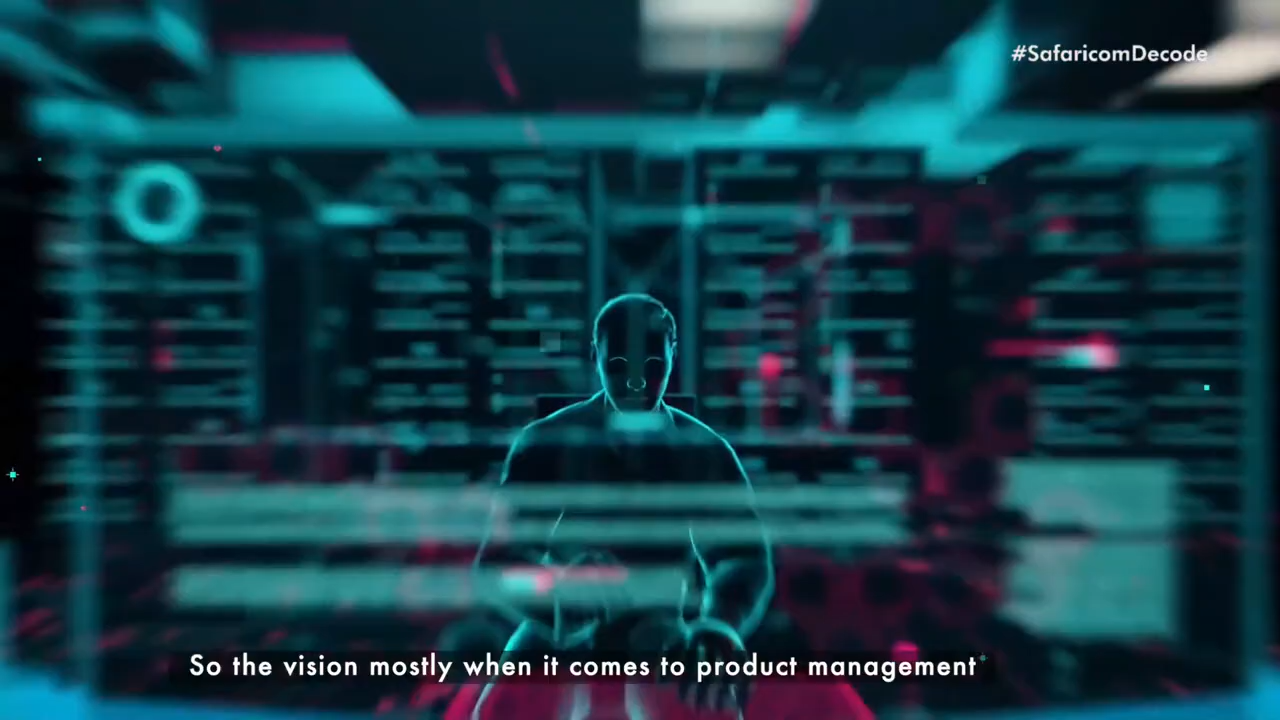 #SafaricomDecode
So the vision mostly when it comes to product management